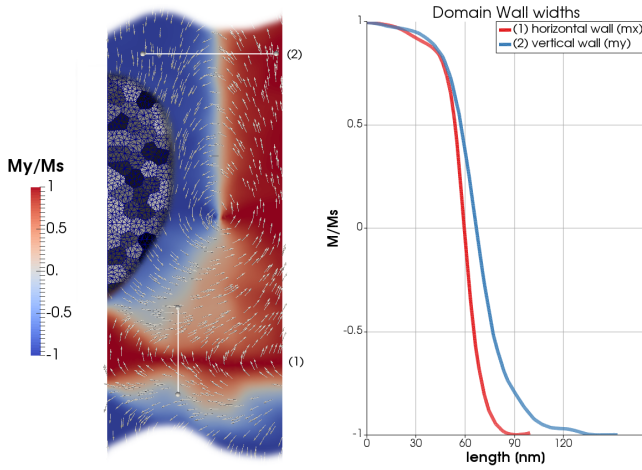 My/Ms
1
0.5
0.
-0.5
-1
(2)
(1)
Domain Wall widths
(1) horizontal wall (mx)
(2) vertical wall (my)
M/Ms
1
0.5
0
-0.5
-1
0
30
60
90
120
length [nm]